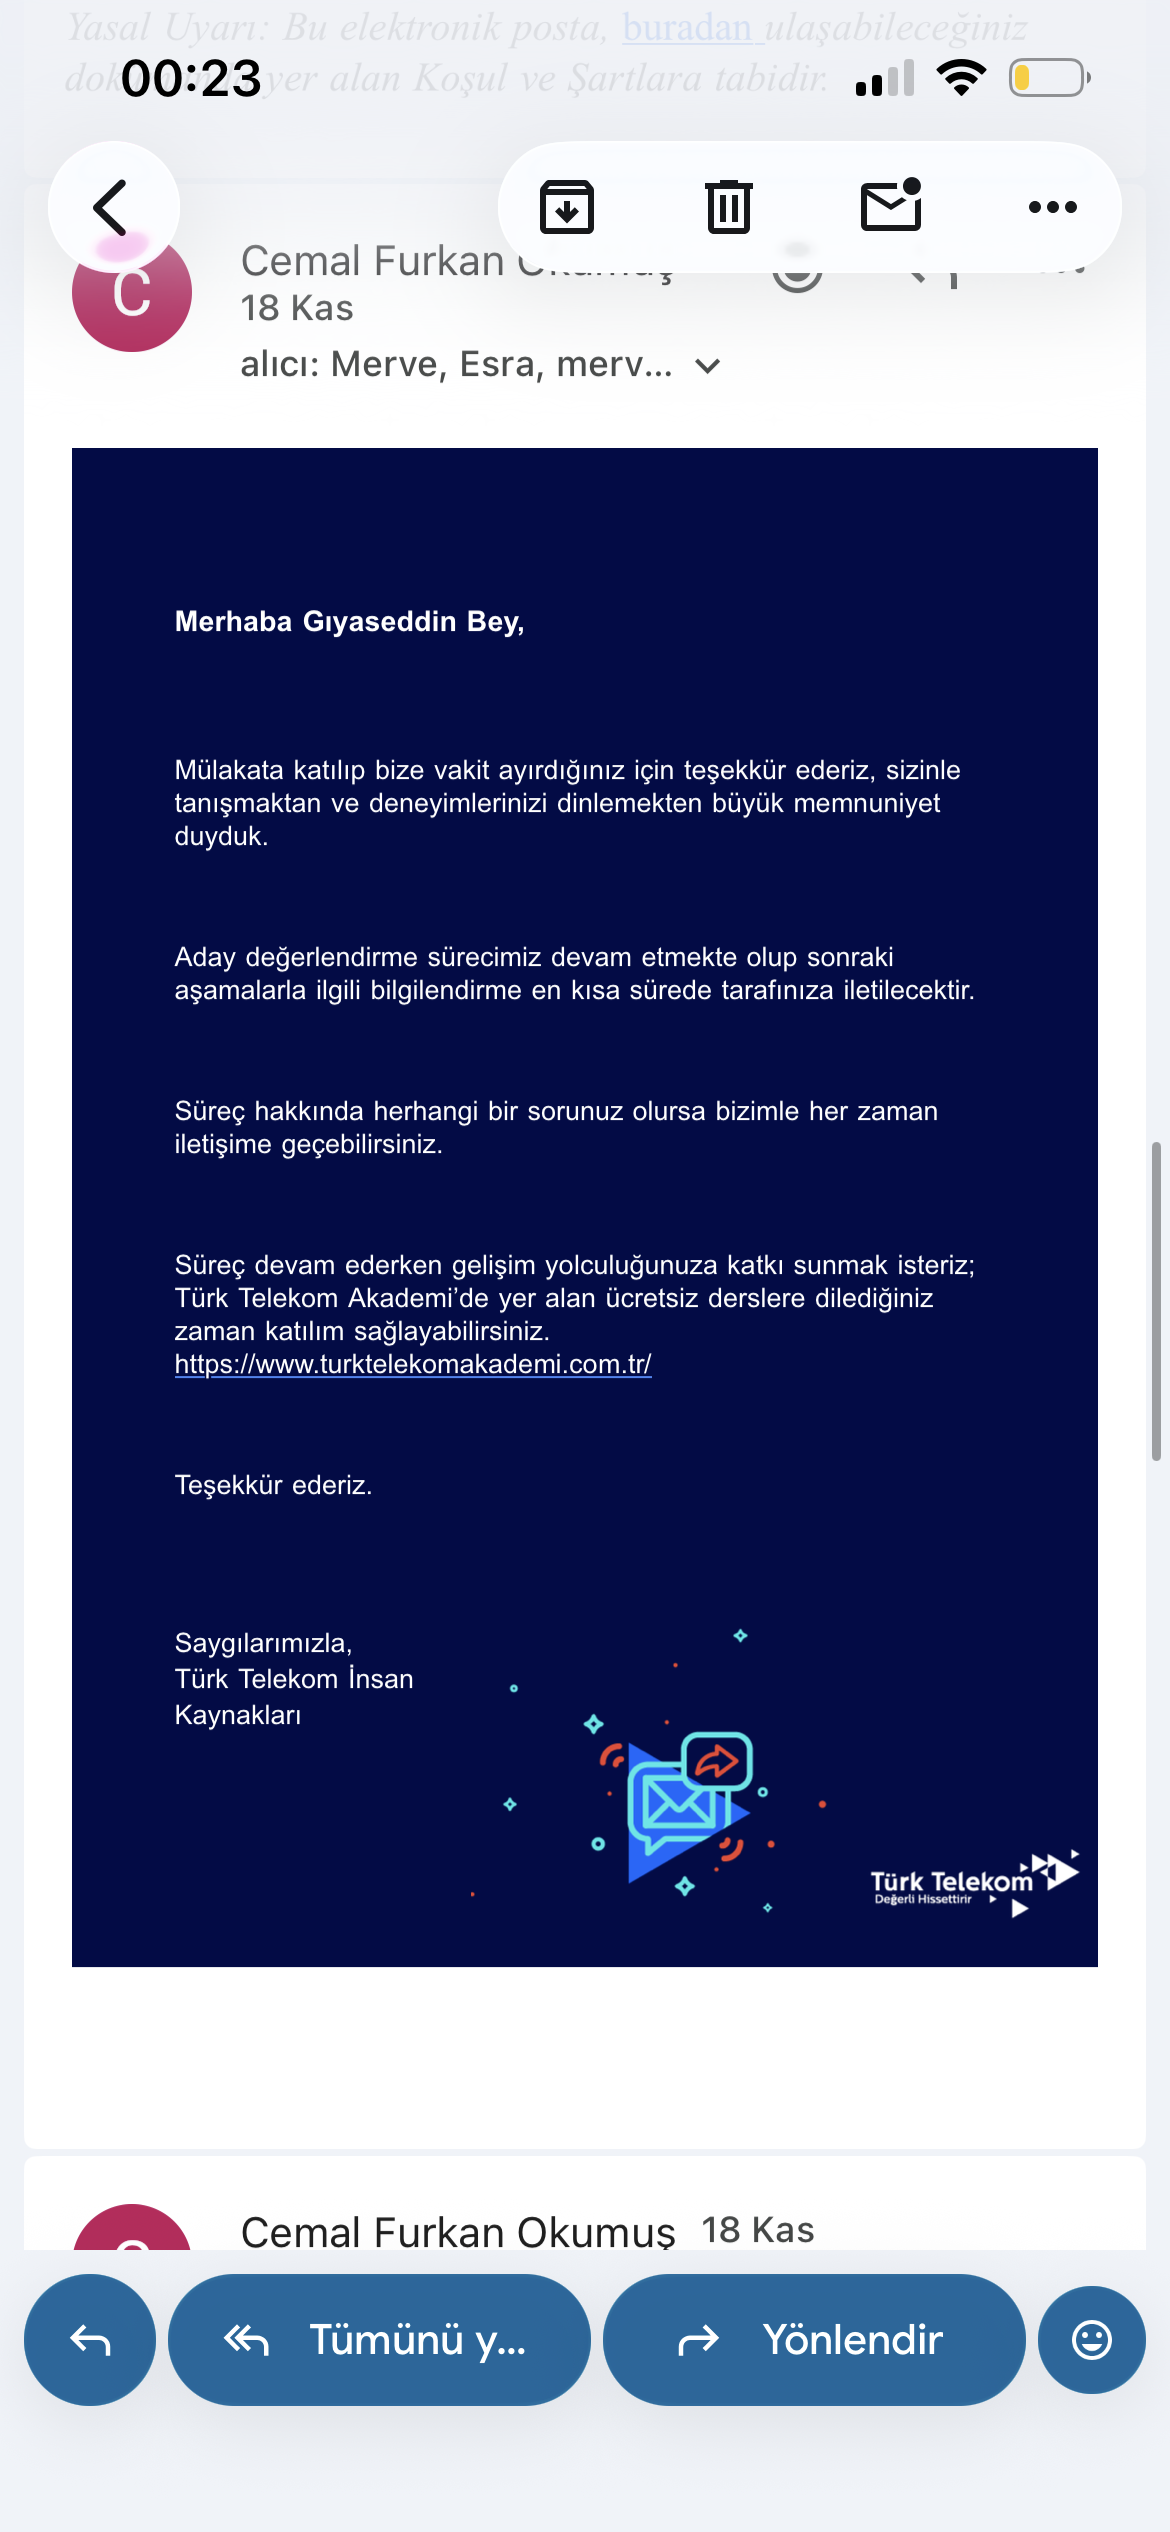 Yasal Uyarı: Bu elektronik posta, buradan ulaşabileceğiniz
yer alan Koşul ve Şartlara tabidir.
00:23
C
Cemal Furkan
18 Kas
alıcı: Merve, Esra, merv...
Merhaba Gıyaseddin Bey,
Mülakata katılıp bize vakit ayırdığınız için teşekkür ederiz, sizinle
tanışmaktan ve deneyimlerinizi dinlemekten büyük memnuniyet
duyduk.
Aday değerlendirme sürecimiz devam etmekte olup sonraki
aşamalarla ilgili bilgilendirme en kısa sürede tarafınıza iletilecektir.
Süreç hakkında herhangi bir sorunuz olursa bizimle her zaman
iletişime geçebilirsiniz.
Süreç devam ederken gelişim yolculuğunuza katkı sunmak isteriz;
Türk Telekom Akademi’de yer alan ücretsiz derslere dilediğiniz
zaman katılım sağlayabilirsiniz.
https://www.turktelekomakademi.com.tr/
Teşekkür ederiz.
Saygılarımızla,
Türk Telekom İnsan
Kaynakları
Türk Telekom
Değerli Hissettirir
Cemal Furkan Okumuş 18 Kas
Tümünü y...
Yönlendir